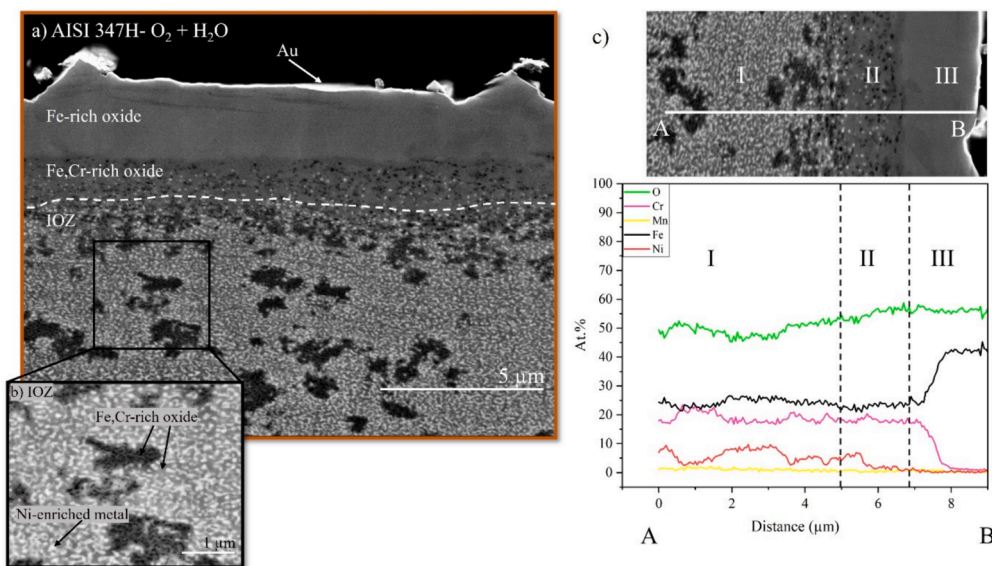 a) AISI 347H- O2 + H2O
Au
Fe-rich oxide
Fe,Cr-rich oxide
IOZ
5 µm
b) IOZ
Fe,Cr-rich oxide
Ni-enriched metal
1 µm
c)
I
II
III
A
B
100
90
80
70
60
50
40
30
20
10
0
At.%
O
Cr
Mn
Fe
Ni
I
II
III
0
2
4
6
8
A
Distance (µm)
B